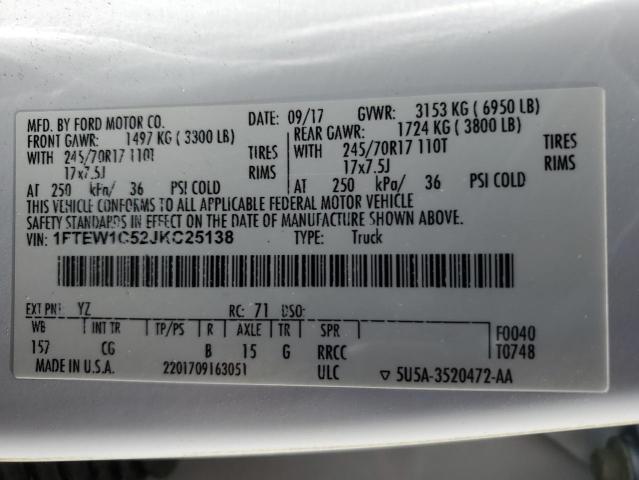 MFD. BY FORD MOTOR CO.
DATE: 09/17 GVWR: 3153 KG (6950 LB)
FRONT GAWR: 1497 KG (3300 LB)
REAR GAWR: 1724 KG (3800 LB)
WITH 245/70R17 110T TIRES
WITH 245/70R17 110T TIRES
17x7.5J RIMS
17x7.5J RIMS
AT 250 kPa/ 36 PSI COLD
AT 250 kPa/ 36 PSI COLD
THIS VEHICLE CONFORMS TO ALL APPLICABLE FEDERAL MOTOR VEHICLE
SAFETY STANDARDS IN EFFECT ON THE DATE OF MANUFACTURE SHOWN ABOVE.
VIN: 1FTEW1C52JKC25138 TYPE: Truck
EXT PNT: YZ RC: 71 DSO:
WB INT TR TP/PS R AXLE TR SPR
157 CG B 15 G RRCC
F0040
T0748
MADE IN U.S.A. 2201709163051 ULC ▽ 5U5A-3520472-AA